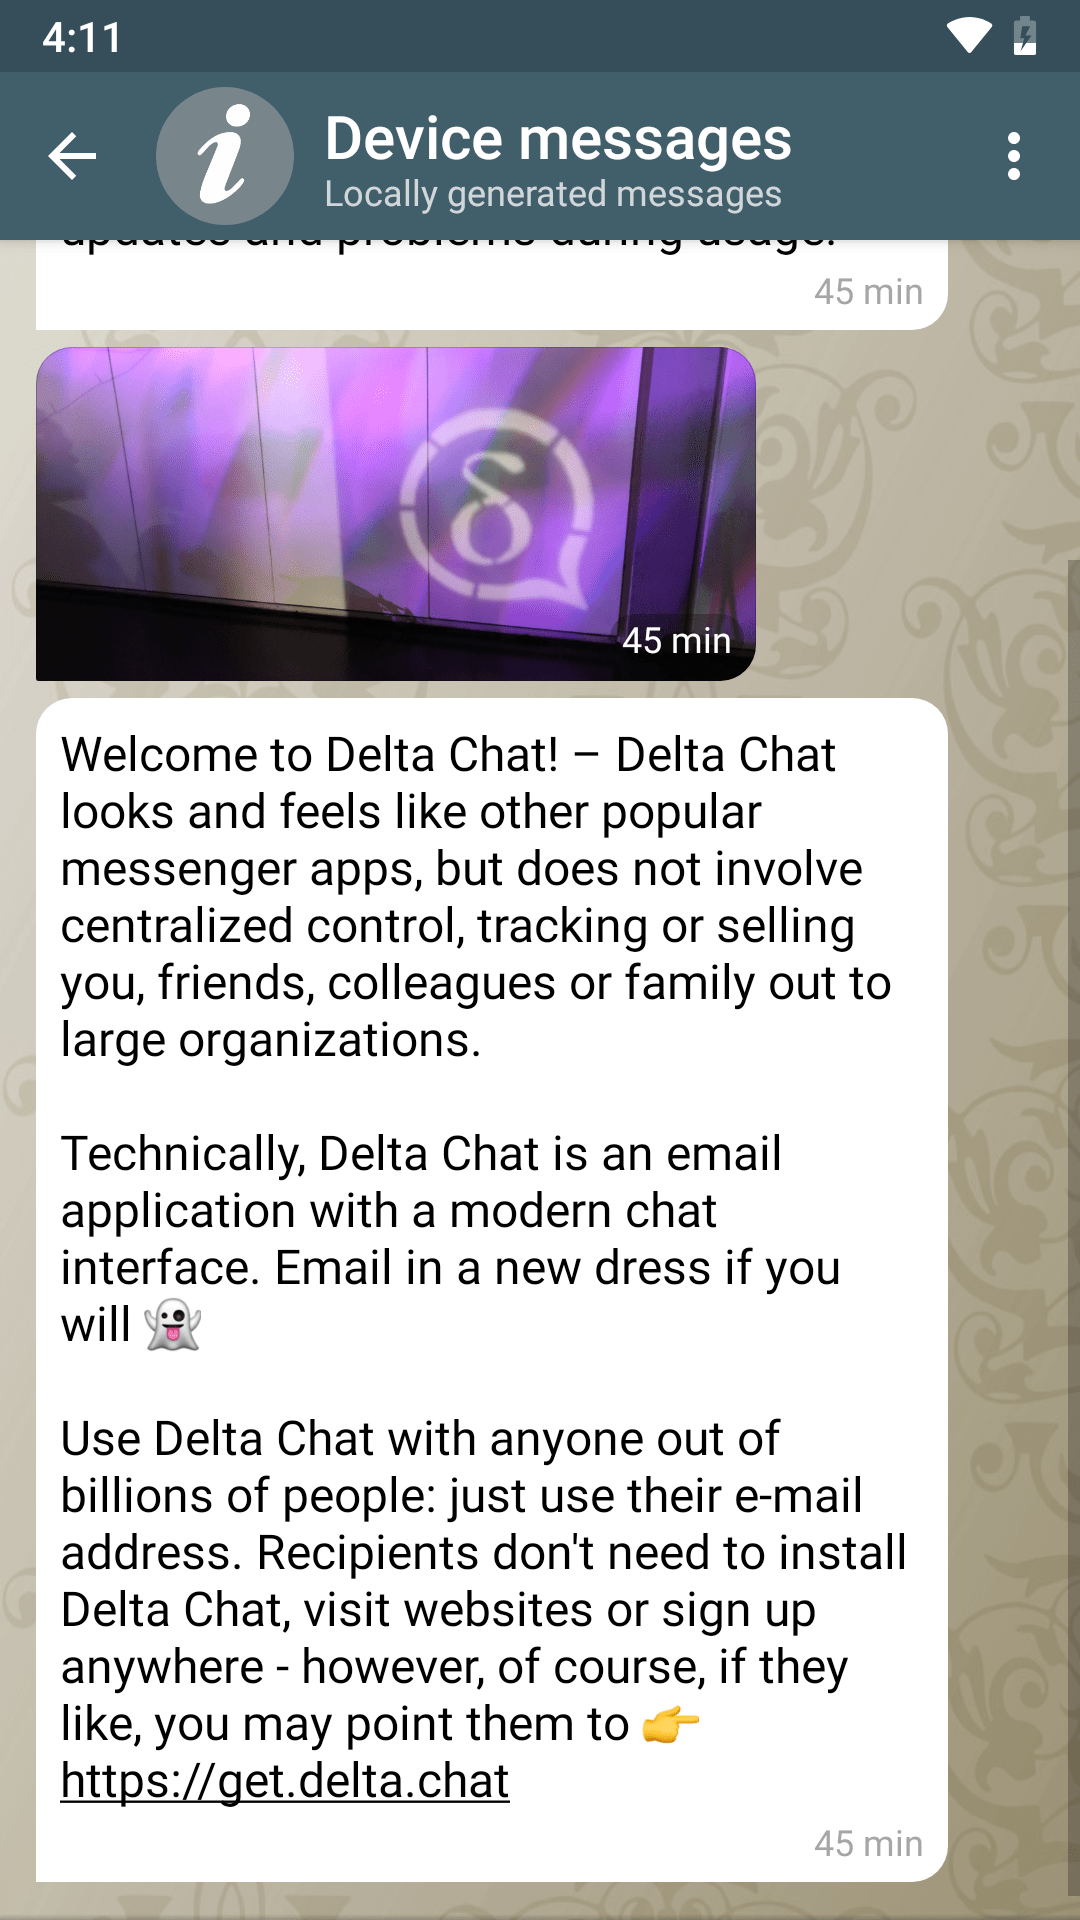 4:11
Device messages
Locally generated messages
updates and problems during usage.
45 min
45 min
Welcome to Delta Chat! – Delta Chat
looks and feels like other popular
messenger apps, but does not involve
centralized control, tracking or selling
you, friends, colleagues or family out to
large organizations.
Technically, Delta Chat is an email
application with a modern chat
interface. Email in a new dress if you
will 👻
Use Delta Chat with anyone out of
billions of people: just use their e-mail
address. Recipients don't need to install
Delta Chat, visit websites or sign up
anywhere - however, of course, if they
like, you may point them to 👉
https://get.delta.chat
45 min